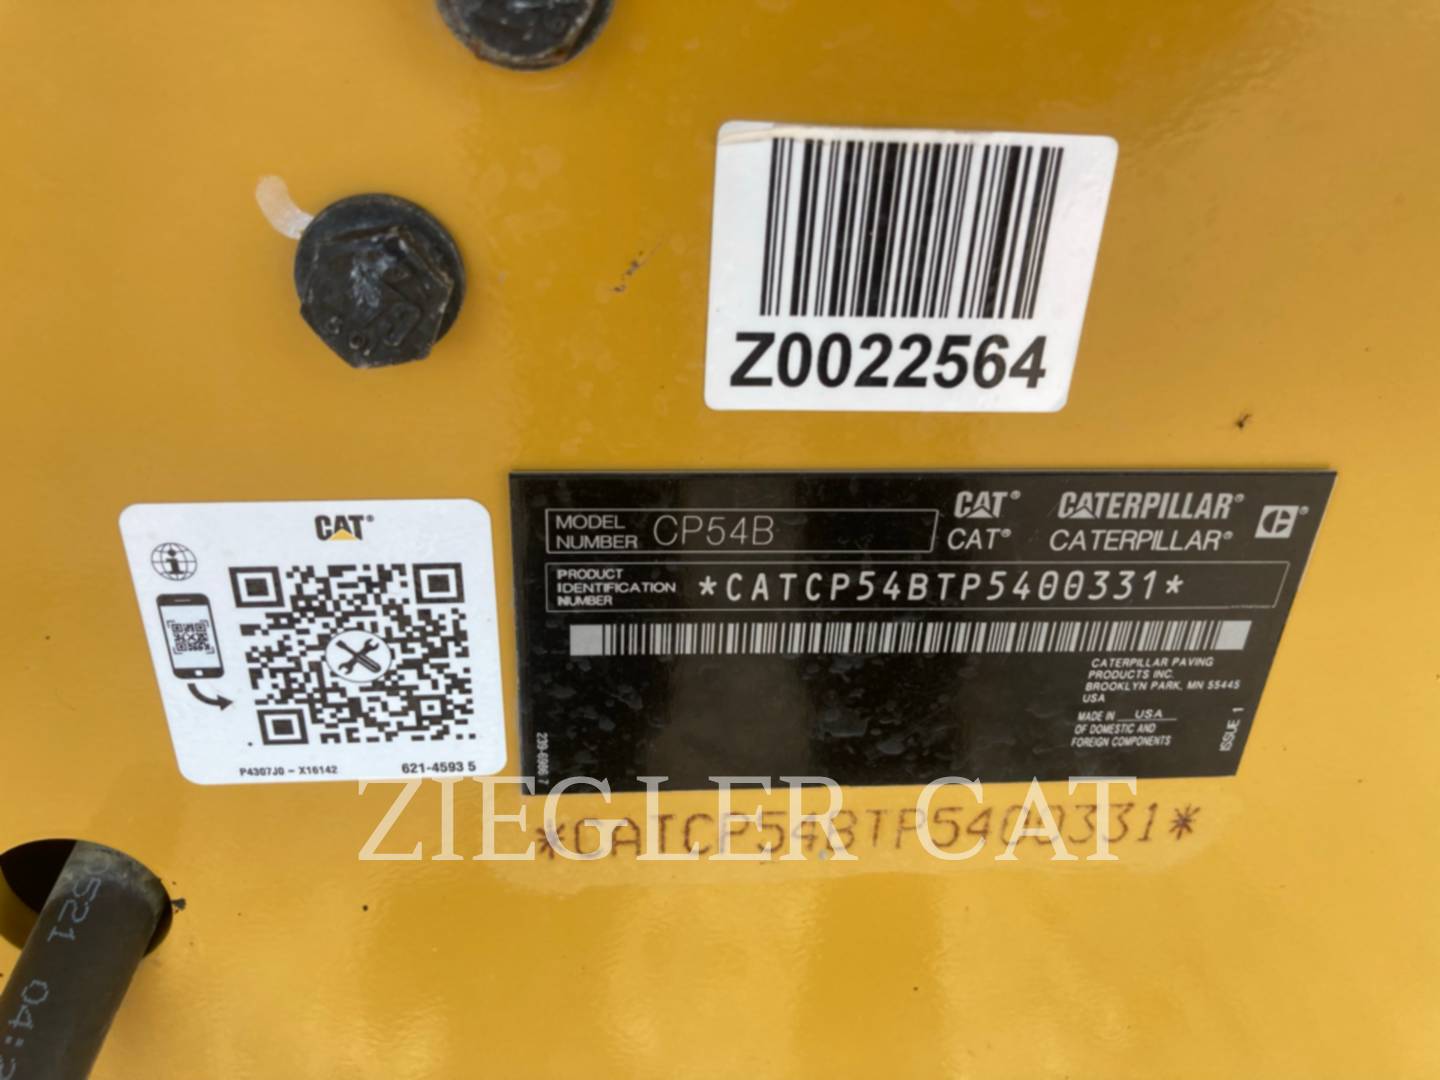 Z0022564
CAT®
P4307J0 - X16142
621-4593 5
MODEL NUMBER CP54B
CAT® CATERPILLAR®
CAT® CATERPILLAR®
PRODUCT IDENTIFICATION NUMBER *CATCP54BTP5400331*
CATERPILLAR PAVING
PRODUCTS INC.
BROOKLYN PARK, MN 55445
USA
MADE IN USA
OF DOMESTIC AND
FOREIGN COMPONENTS
ISSUE 1
ZIEGLER CAT
*CATCP54BTP5400331*
0521 04: